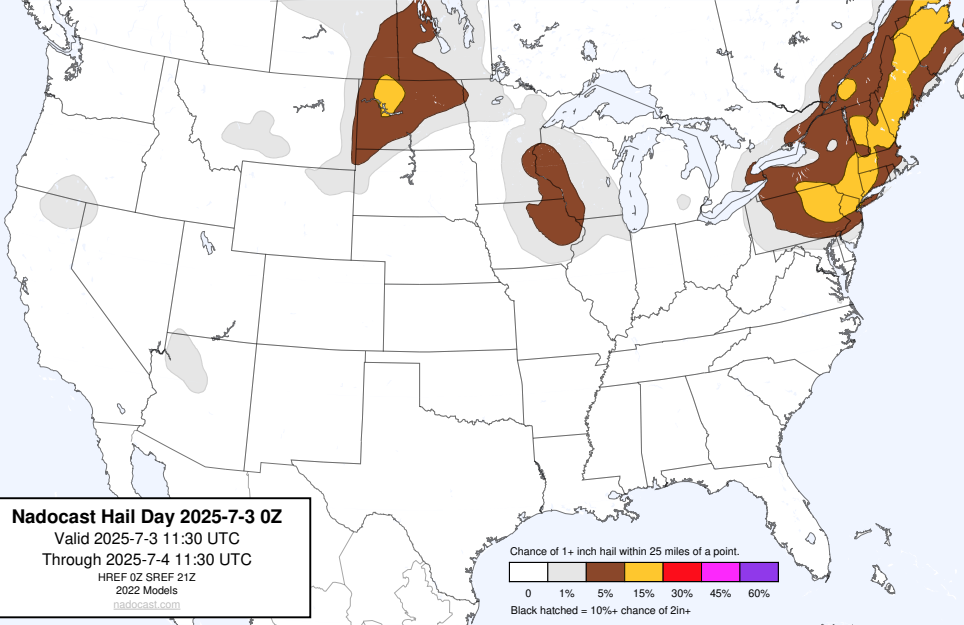 Nadocast Hail Day 2025-7-3 0Z
Valid 2025-7-3 11:30 UTC
Through 2025-7-4 11:30 UTC
HREF 0Z SREF 21Z
2022 Models
nadocast.com
Chance of 1+ inch hail within 25 miles of a point.
0 1% 5% 15% 30% 45% 60%
Black hatched = 10%+ chance of 2in+